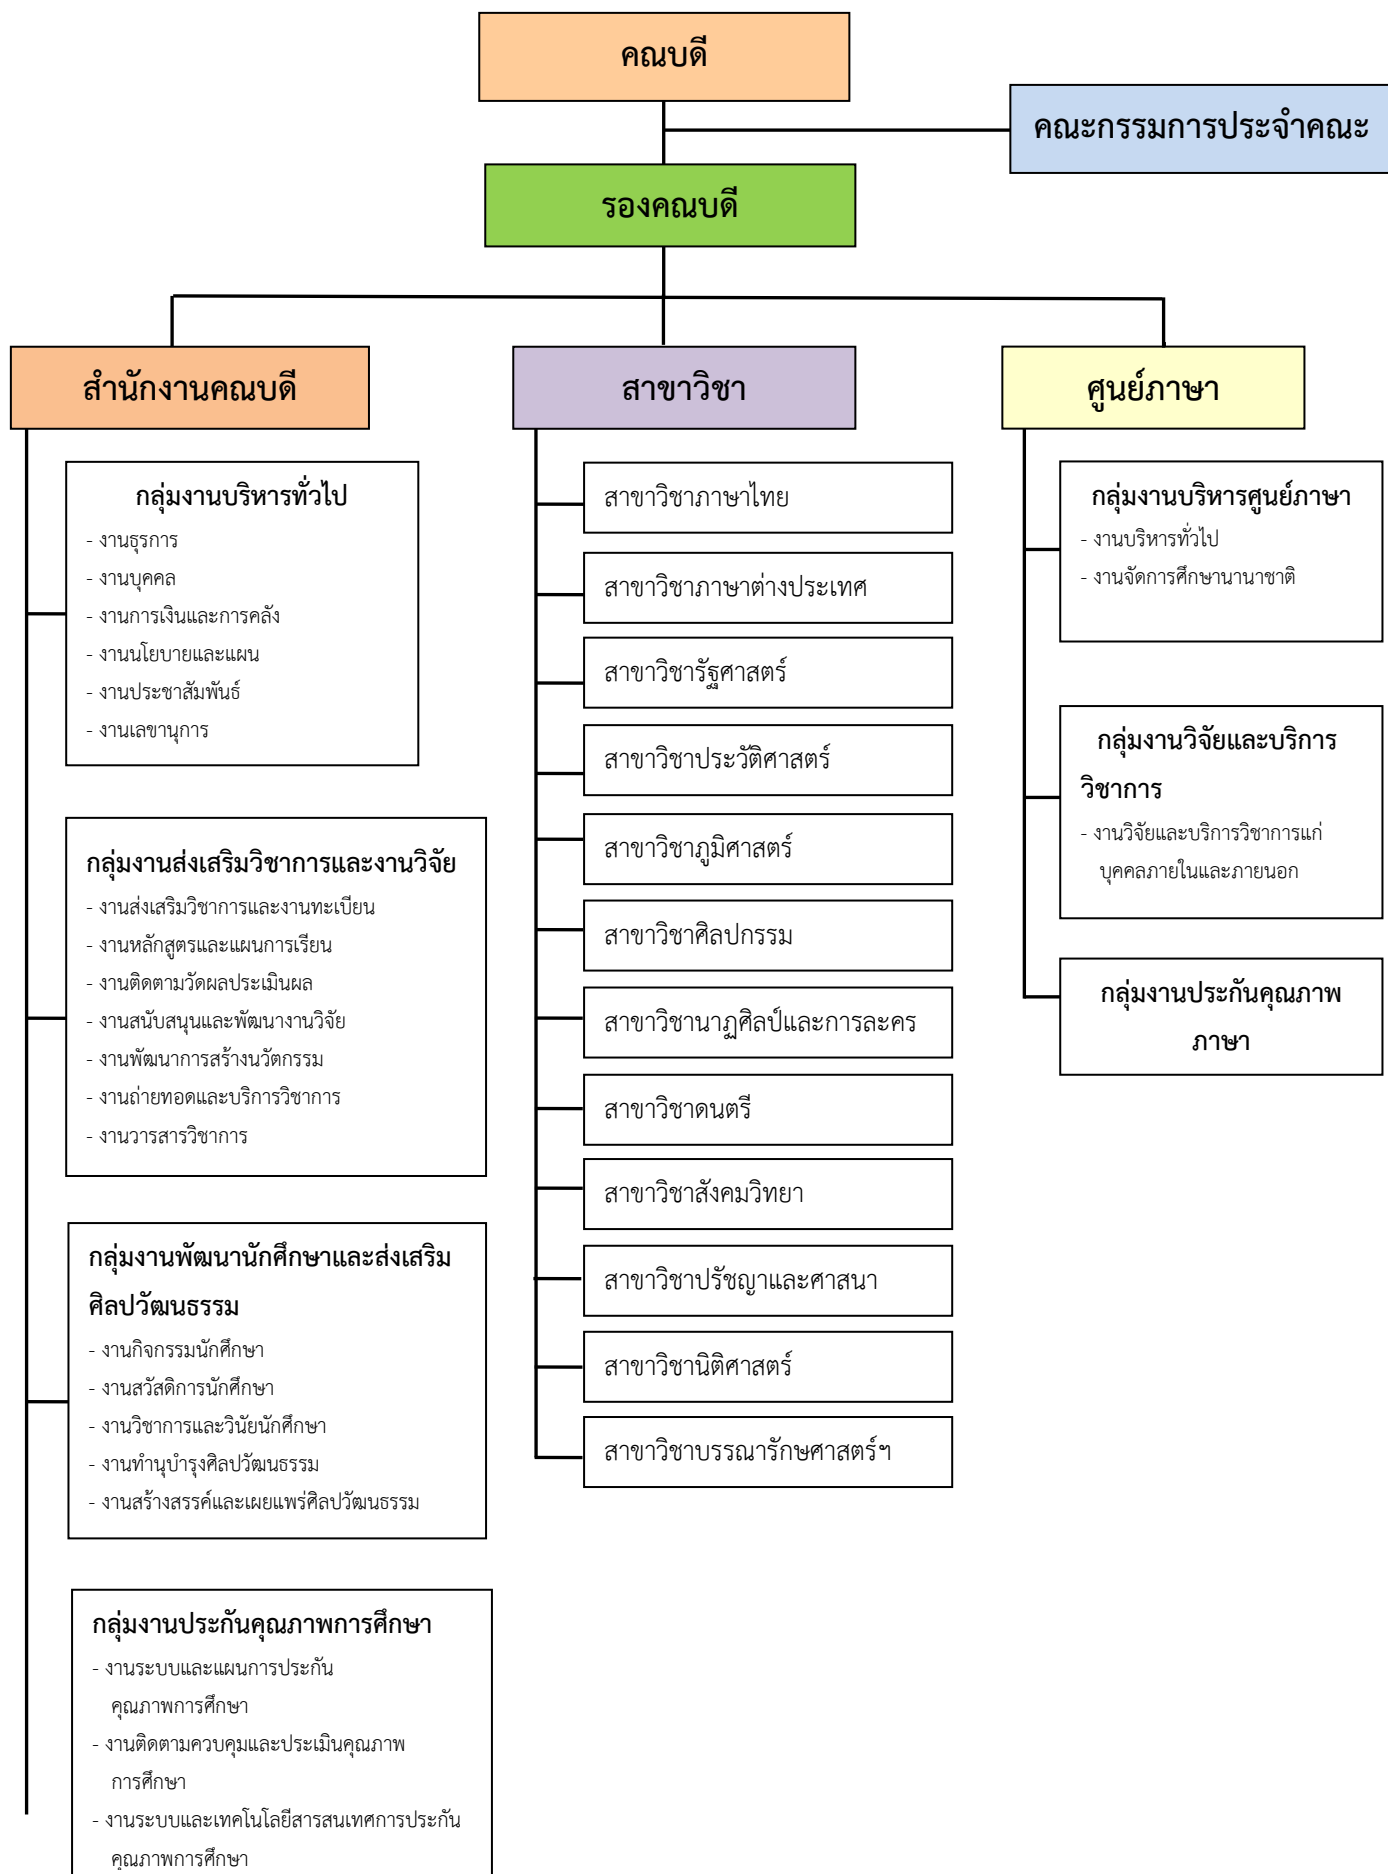 คณบดี
คณะกรรมการประจำคณะ
รองคณบดี
สำนักงานคณบดี
กลุ่มงานบริหารทั่วไป
- งานธุรการ
- งานบุคคล
- งานการเงินและการคลัง
- งานนโยบายและแผน
- งานประชาสัมพันธ์
- งานเลขานุการ
กลุ่มงานส่งเสริมวิชาการและงานวิจัย
- งานส่งเสริมวิชาการและงานทะเบียน
- งานหลักสูตรและแผนการเรียน
- งานติดตามวัดผลประเมินผล
- งานสนับสนุนและพัฒนางานวิจัย
- งานพัฒนาการสร้างนวัตกรรม
- งานถ่ายทอดและบริการวิชาการ
- งานวารสารวิชาการ
กลุ่มงานพัฒนานักศึกษาและส่งเสริม
ศิลปวัฒนธรรม
- งานกิจกรรมนักศึกษา
- งานสวัสดิการนักศึกษา
- งานวิชาการและวินัยนักศึกษา
- งานทำนุบำรุงศิลปวัฒนธรรม
- งานสร้างสรรค์และเผยแพร่ศิลปวัฒนธรรม
กลุ่มงานประกันคุณภาพการศึกษา
- งานระบบและแผนการประกัน
คุณภาพการศึกษา
- งานติดตามควบคุมและประเมินคุณภาพ
การศึกษา
- งานระบบและเทคโนโลยีสารสนเทศการประกัน
คุณภาพการศึกษา
สาขาวิชา
สาขาวิชาภาษาไทย
สาขาวิชาภาษาต่างประเทศ
สาขาวิชารัฐศาสตร์
สาขาวิชาประวัติศาสตร์
สาขาวิชาภูมิศาสตร์
สาขาวิชาศิลปกรรม
สาขาวิชานาฏศิลป์และการละคร
สาขาวิชาดนตรี
สาขาวิชาสังคมวิทยา
สาขาวิชาปรัชญาและศาสนา
สาขาวิชานิติศาสตร์
สาขาวิชาบรรณารักษศาสตร์ฯ
ศูนย์ภาษา
กลุ่มงานบริหารศูนย์ภาษา
- งานบริหารทั่วไป
- งานจัดการศึกษานานาชาติ
กลุ่มงานวิจัยและบริการ
วิชาการ
- งานวิจัยและบริการวิชาการแก่
บุคคลภายในและภายนอก
กลุ่มงานประกันคุณภาพ
ภาษา